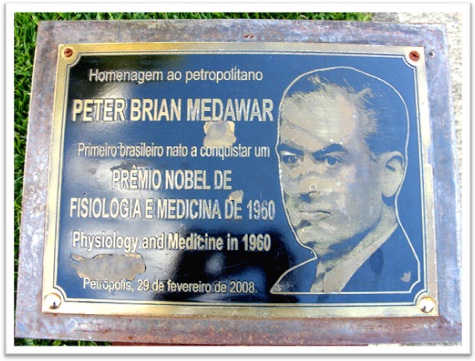 Homenagem ao petropolitano
PETER BRIAN MEDAWAR
Primeiro brasileiro nato a conquistar um
PRÊMIO NOBEL DE
FISIOLOGIA E MEDICINA DE 1960
Physiology and Medicine in 1960
Petrópolis, 29 de fevereiro de 2008